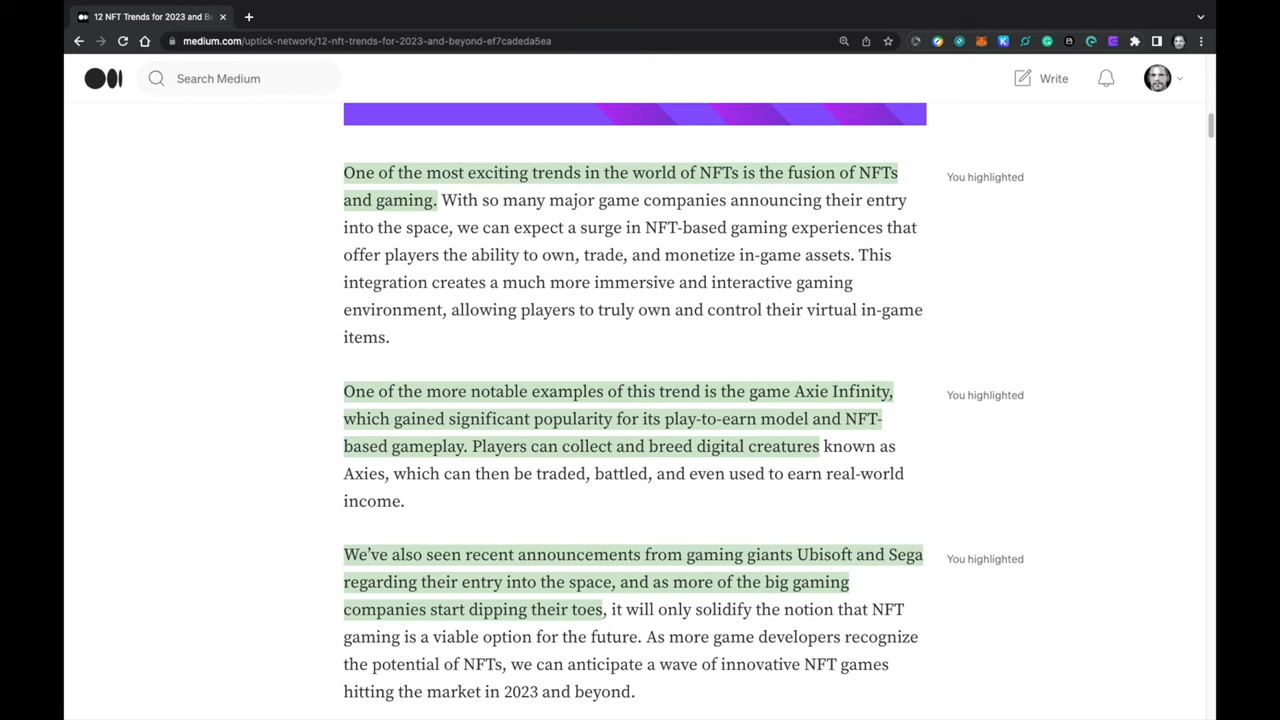 12 NFT Trends for 2023 and Be
medium.com/uptick-network/12-nft-trends-for-2023-and-beyond-ef7cadeda5ea
Search Medium
Write
One of the most exciting trends in the world of NFTs is the fusion of NFTs
You highlighted
and gaming. With so many major game companies announcing their entry
into the space, we can expect a surge in NFT-based gaming experiences that
offer players the ability to own, trade, and monetize in-game assets. This
integration creates a much more immersive and interactive gaming
environment, allowing players to truly own and control their virtual in-game
items.
One of the more notable examples of this trend is the game Axie Infinity,
You highlighted
which gained significant popularity for its play-to-earn model and NFT-
based gameplay. Players can collect and breed digital creatures known as
Axies, which can then be traded, battled, and even used to earn real-world
income.
We’ve also seen recent announcements from gaming giants Ubisoft and Sega
You highlighted
regarding their entry into the space, and as more of the big gaming
companies start dipping their toes, it will only solidify the notion that NFT
gaming is a viable option for the future. As more game developers recognize
the potential of NFTs, we can anticipate a wave of innovative NFT games
hitting the market in 2023 and beyond.